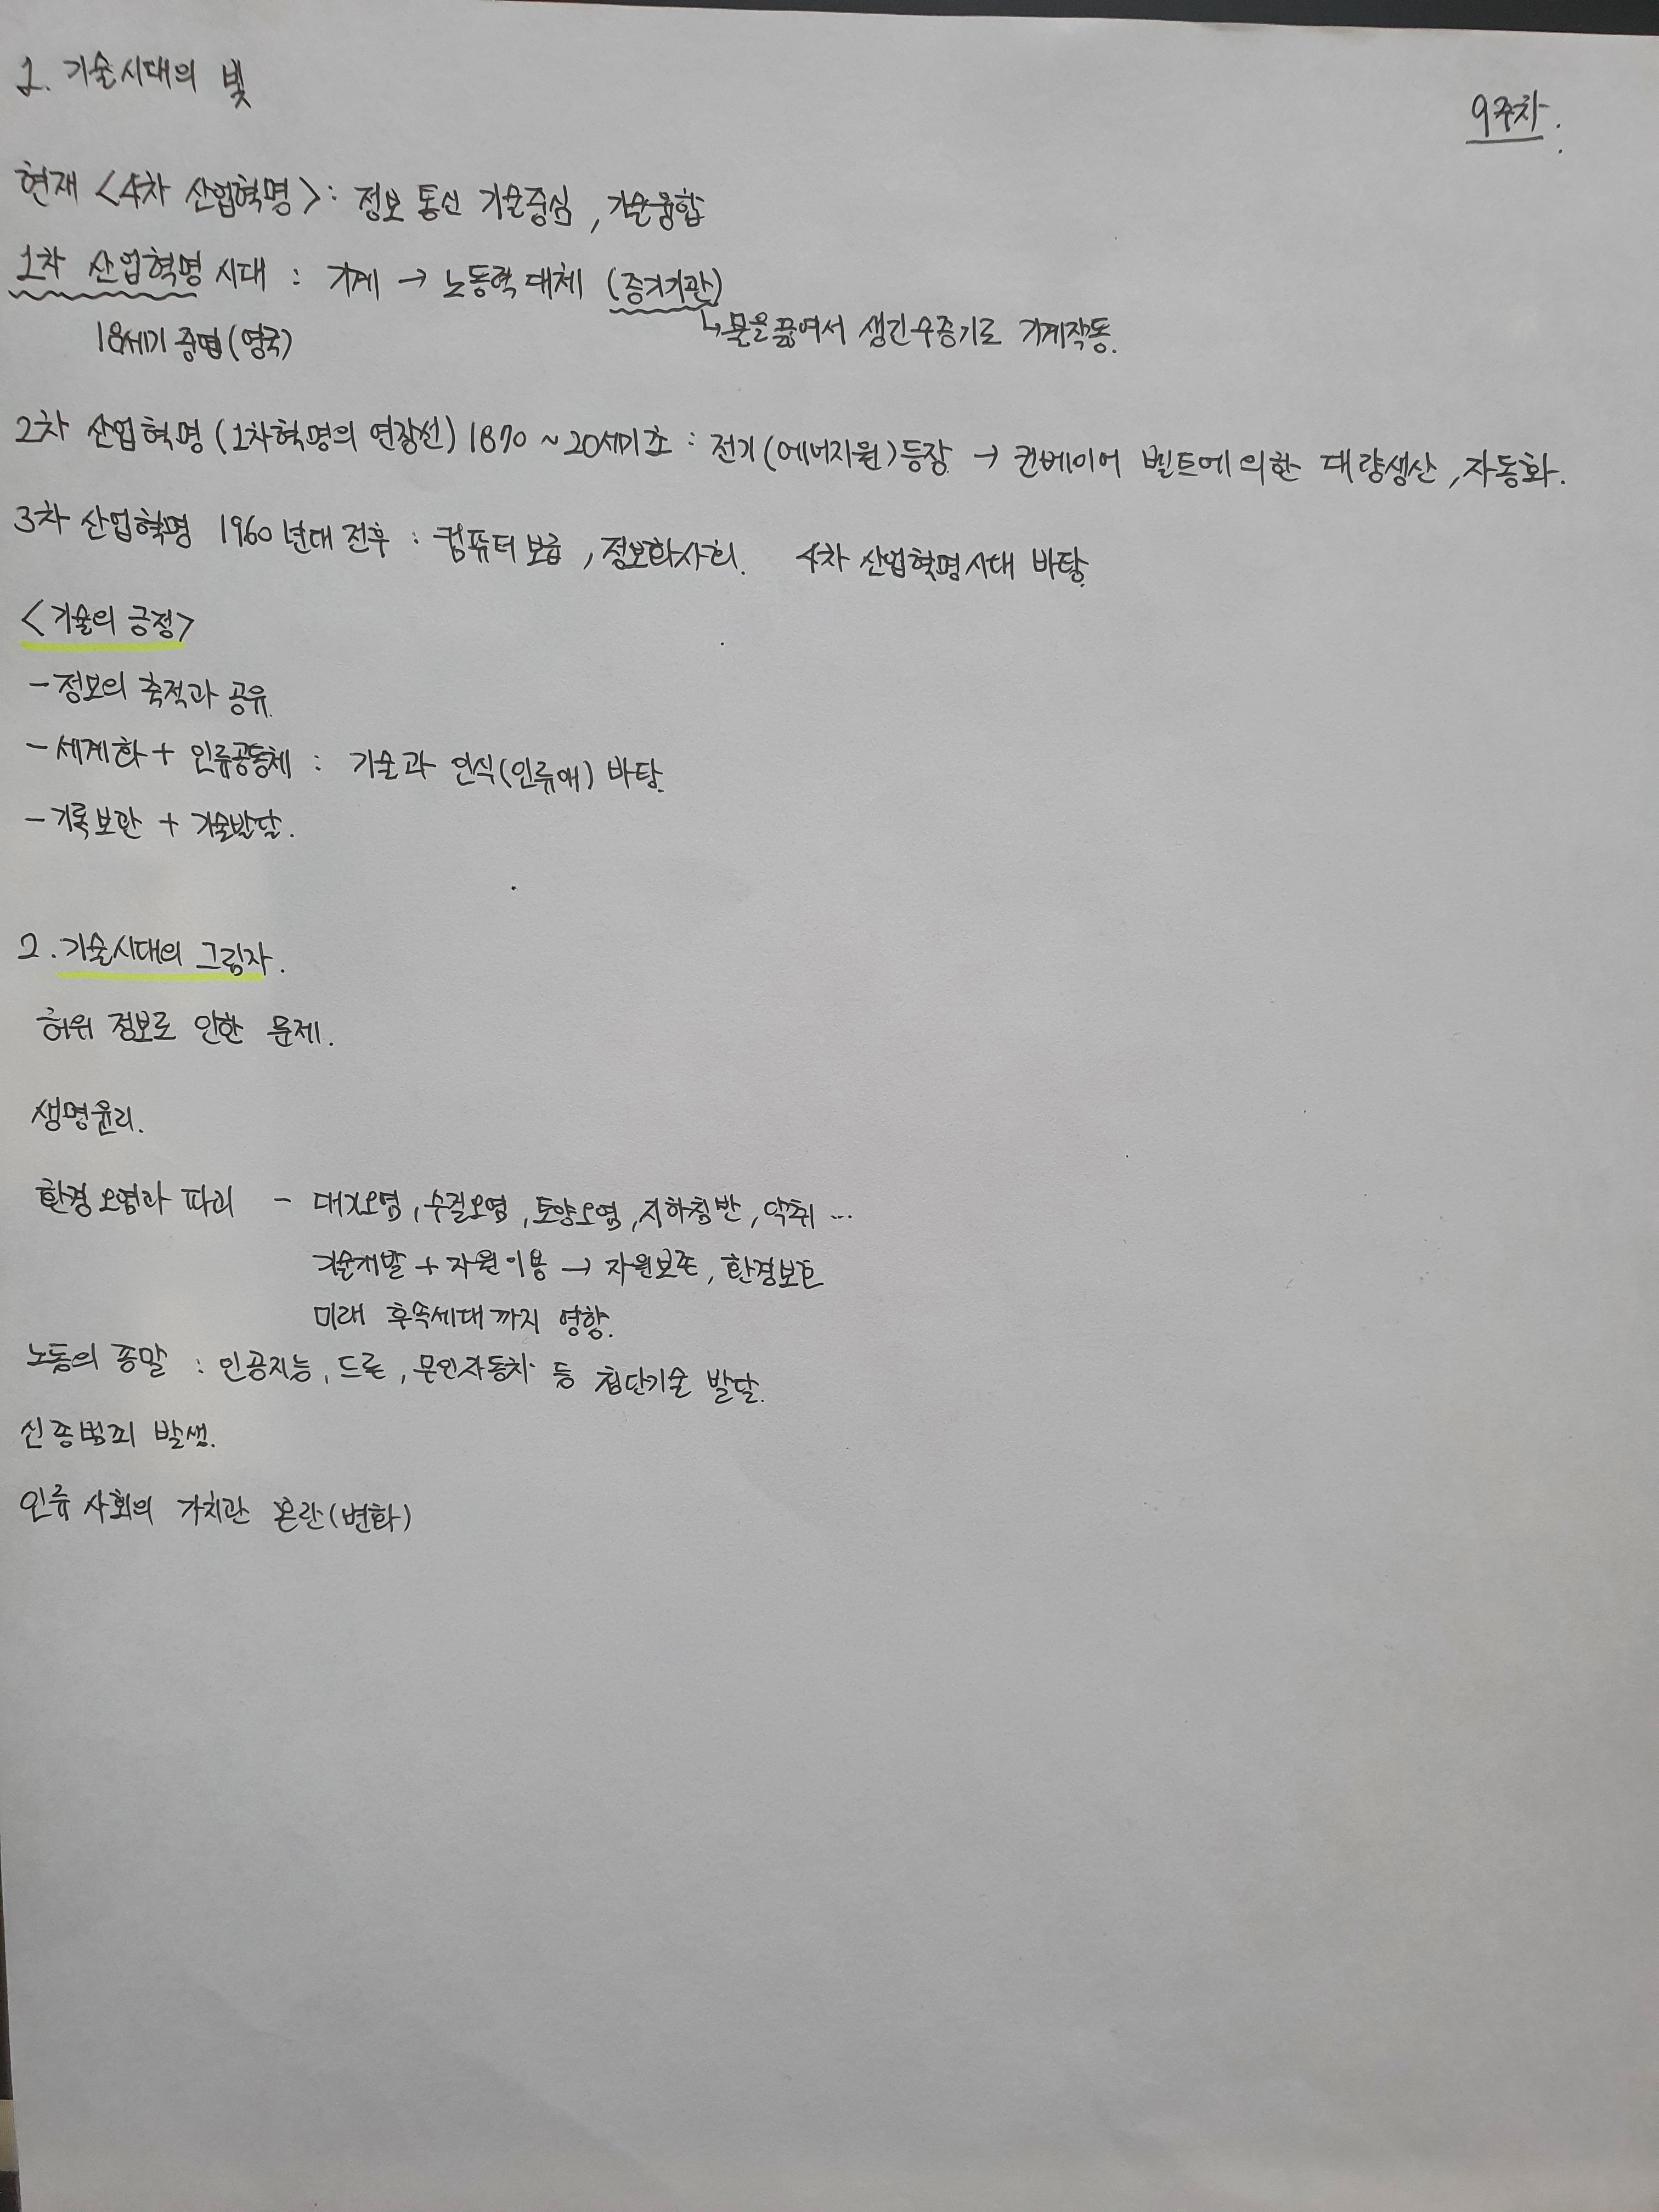 1. 기술시대의 빛
9주차.
현재 <4차 산업혁명> : 정보 통신 기술중심, 기술융합
1차 산업혁명 시대 : 기계 → 노동력 대체 (증기기관)
↳ 물을 끓여서 생긴 수증기로 기계작동.
18세기 중엽 (영국)
2차 산업혁명 (1차혁명의 연장선) 1870 ~ 20세기초 : 전기(에너지원) 등장 → 컨베이어 벨트에 의한 대량생산, 자동화.
3차 산업혁명 1960년대 전후 : 컴퓨터 보급, 정보화사회. 4차 산업혁명시대 바탕.
<기술의 긍정>
- 정보의 축적과 공유.
- 세계화 + 인류공동체 : 기술과 인식(인류애) 바탕.
- 기록보관 + 기술발달.
2. 기술시대의 그림자.
허위 정보로 인한 문제.
생명윤리.
환경오염과 파괴 - 대기오염, 수질오염, 토양오염, 지하침반, 악취 ...
기술개발 + 자원이용 → 자원보존, 환경보존
미래 후속세대까지 영향.
노동의 종말 : 인공지능, 드론, 무인자동차 등 첨단기술 발달.
신종범죄 발생.
인류 사회의 가치관 혼란(변화)